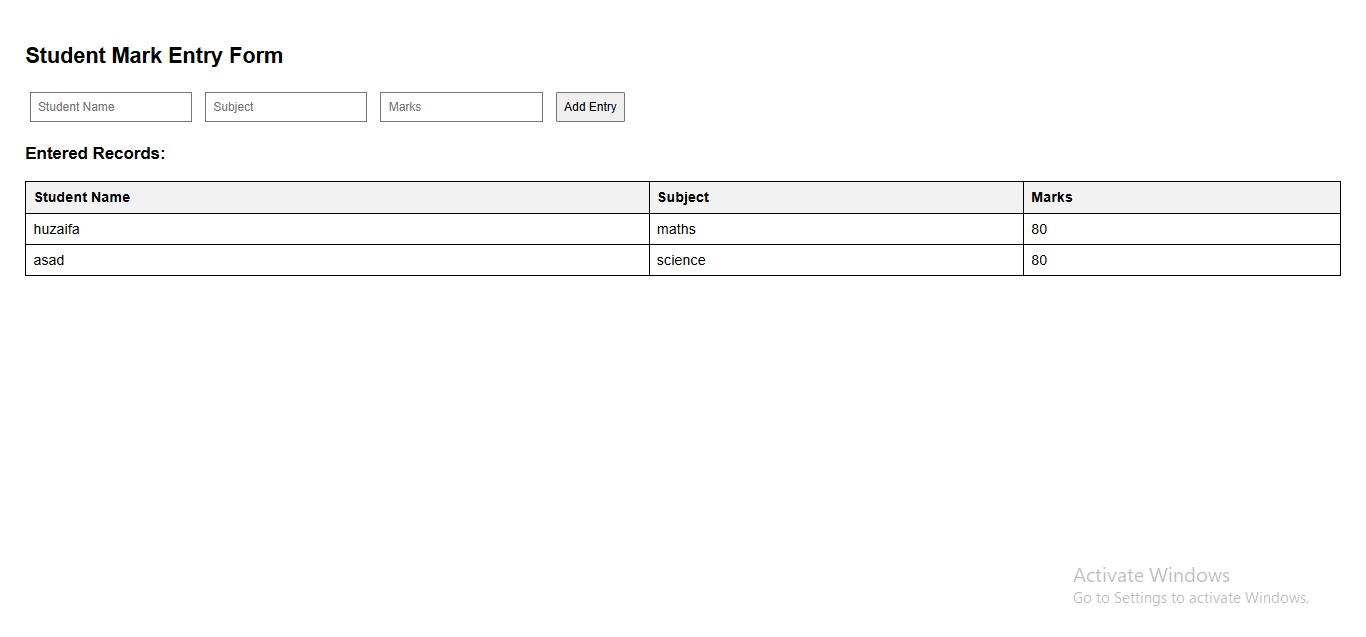 Student Mark Entry Form
Student Name Subject Marks Add Entry
Entered Records:
Student Name Subject Marks
huzaifa maths 80
asad science 80
Activate Windows
Go to Settings to activate Windows.